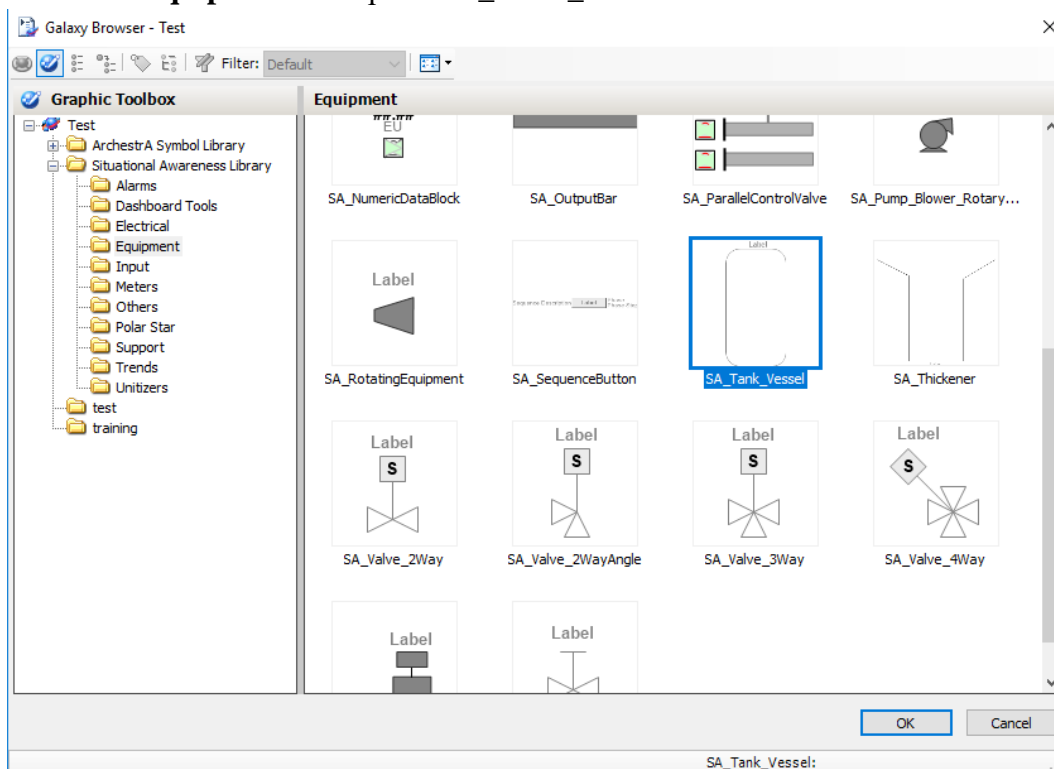 Galaxy Browser - Test
Filter: Default
Graphic Toolbox
Equipment
Test
ArchestrA Symbol Library
Situational Awareness Library
Alarms
Dashboard Tools
Electrical
Equipment
Input
Meters
Others
Polar Star
Support
Trends
Unitizers
test
training
EU
SA_NumericDataBlock
SA_OutputBar
SA_ParallelControlValve
SA_Pump_Blower_Rotary...
Label
Label
Label
SA_RotatingEquipment
SA_SequenceButton
SA_Tank_Vessel
SA_Thickener
Label
Label
Label
Label
S
S
S
S
SA_Valve_2Way
SA_Valve_2WayAngle
SA_Valve_3Way
SA_Valve_4Way
Label
Label
OK
Cancel
SA_Tank_Vessel: